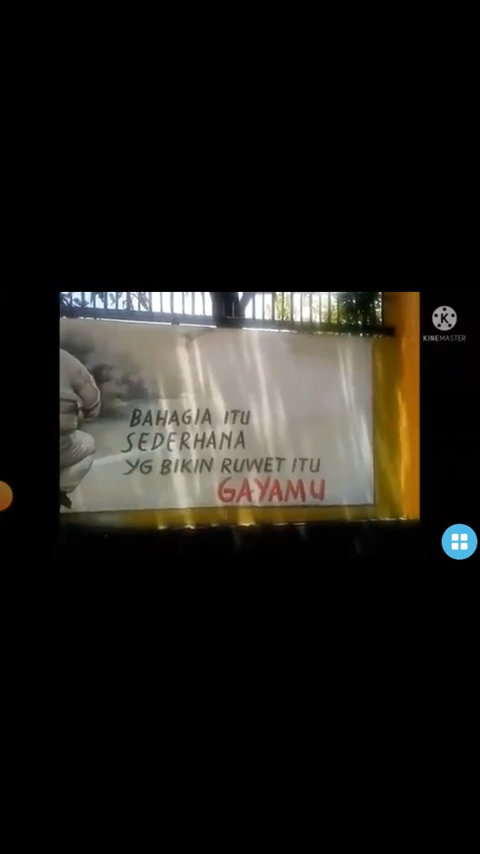 KINEMASTER
BAHAGIA ITU
SEDERHANA
YG BIKIN RUWET ITU
GAYAMU